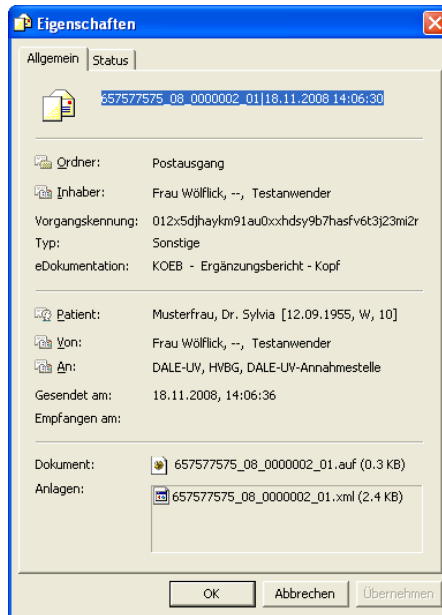 Eigenschaften
Allgemein Status
657577575_08_0000002_01|18.11.2008 14:06:30
Ordner: Postausgang
Inhaber: Frau Wölflick, --, Testanwender
Vorgangskennung: 012x5djhaykm91au0xxhdsy9b7hasfv6t3j23mi2r
Typ: Sonstige
eDokumentation: KOEB - Ergänzungsbericht - Kopf
Patient: Musterfrau, Dr. Sylvia [12.09.1955, W, 10]
Von: Frau Wölflick, --, Testanwender
An: DALE-UV, HVBG, DALE-UV-Annahmestelle
Gesendet am: 18.11.2008, 14:06:36
Empfangen am:
Dokument: 657577575_08_0000002_01.auf (0.3 KB)
Anlagen: 657577575_08_0000002_01.xml (2.4 KB)
OK Abbrechen Übernehmen